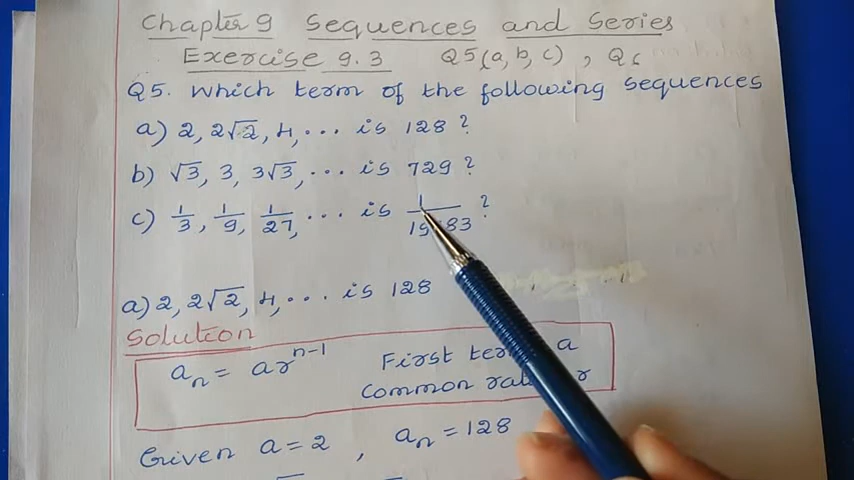 Chapter 9 Sequences and Series
Exercise 9.3 Q5(a, b, c), Q6
Q5. Which term of the following sequences
a) 2, 2√2, 4, ... is 128?
b) √3, 3, 3√3, ... is 729?
c) 1/3, 1/9, 1/27, ... is 1/19683?
a) 2, 2√2, 4, ... is 128
Solution
aₙ = arⁿ⁻¹ First term a
Common r
Given a = 2, aₙ = 128